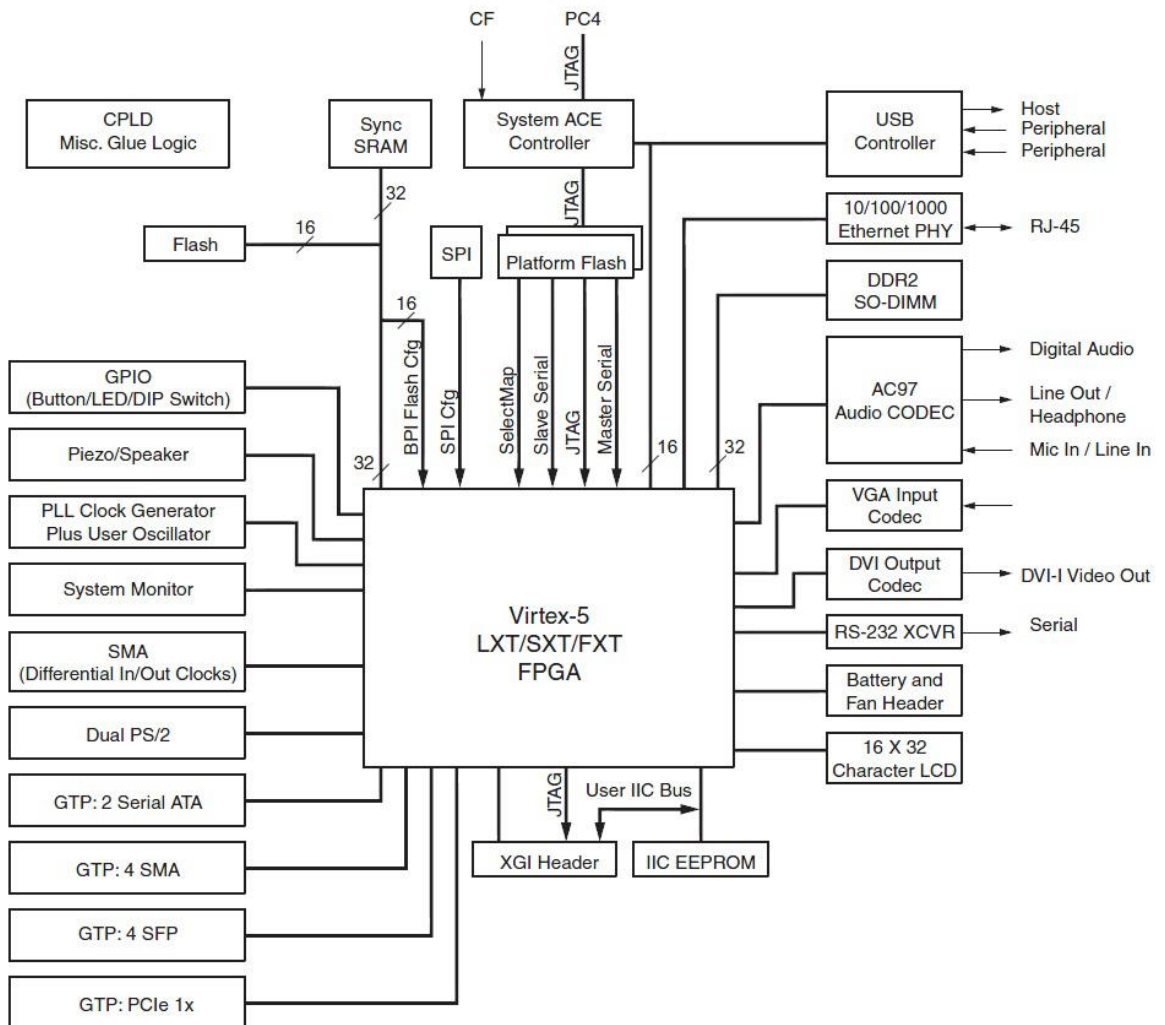 CF
PC4
JTAG
CPLD
Misc. Glue Logic
Sync
SRAM
System ACE
Controller
USB
Controller
Host
Peripheral
Peripheral
32
JTAG
10/100/1000
Ethernet PHY
RJ-45
Flash
16
SPI
Platform Flash
DDR2
SO-DIMM
16
BPI Flash Cfg
SPI Cfg
SelectMap
Slave Serial
JTAG
Master Serial
AC97
Audio CODEC
Digital Audio
Line Out /
Headphone
Mic In / Line In
GPIO
(Button/LED/DIP Switch)
Piezo/Speaker
32
16
32
PLL Clock Generator
Plus User Oscillator
VGA Input
Codec
System Monitor
DVI Output
Codec
DVI-I Video Out
Virtex-5
LXT/SXT/FXT
FPGA
RS-232 XCVR
Serial
SMA
(Differential In/Out Clocks)
Battery and
Fan Header
Dual PS/2
16 X 32
Character LCD
GTP: 2 Serial ATA
JTAG
User IIC Bus
GTP: 4 SMA
XGI Header
IIC EEPROM
GTP: 4 SFP
GTP: PCIe 1x